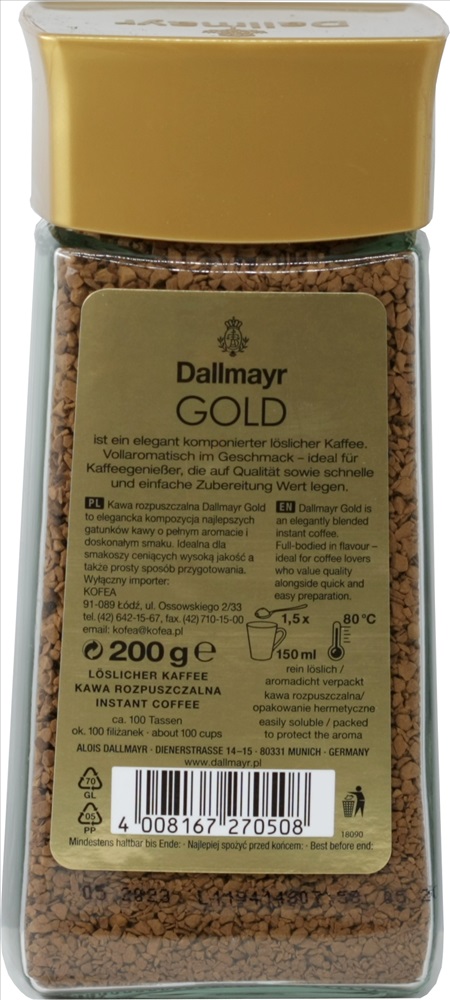 Dallmayr
Dallmayr
GOLD
ist ein elegant komponierter löslicher Kaffee.
Vollaromatisch im Geschmack – ideal für
Kaffeegenießer, die auf Qualität sowie schnelle
und einfache Zubereitung Wert legen.
PL Kawa rozpuszczalna Dallmayr Gold
to elegancka kompozycja najlepszych
gatunków kawy o pełnym aromacie i
doskonałym smaku. Idealna dla
smakoszy ceniących wysoką jakość a
także prosty sposób przygotowania.
Wyłączny importer:
KOFEA
91-089 Łódź, ul. Ossowskiego 2/33
tel. (42) 642-15-67, fax. (42) 710-15-00
email: kofea@kofea.pl
EN Dallmayr Gold is
an elegantly blended
instant coffee.
Full-bodied in flavour –
ideal for coffee lovers
who value quality
alongside quick and
easy preparation.
1,5 x 80 °C
150 ml
200 g e
LÖSLICHER KAFFEE
KAWA ROZPUSZCZALNA
INSTANT COFFEE
ca. 100 Tassen
ok. 100 filiżanek · about 100 cups
rein löslich /
aromadicht verpackt
kawa rozpuszczalna/
opakowanie hermetyczne
easily soluble / packed
to protect the aroma
ALOIS DALLMAYR · DIENERSTRASSE 14–15 · 80331 MUNICH · GERMANY
www.dallmayr.pl
70
GL
05
PP
4 008167 270508
18090
Mindestens haltbar bis Ende: · Najlepiej spożyć przed końcem: · Best before end:
05 2023